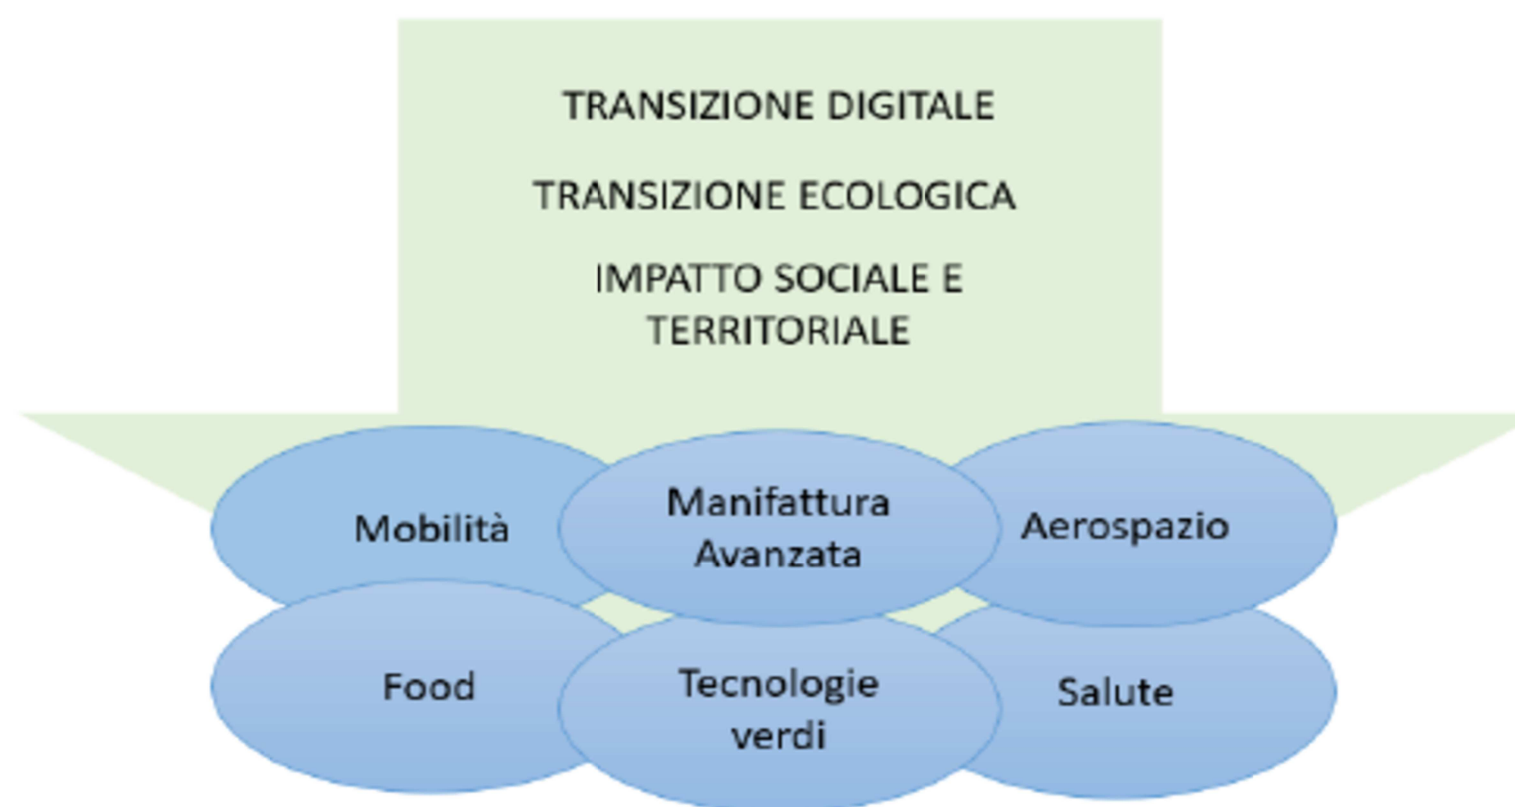 TRANSIZIONE DIGITALE
TRANSIZIONE ECOLOGICA
IMPATTO SOCIALE E
TERRITORIALE
Mobilità
Manifattura
Avanzata
Aerospazio
Food
Tecnologie
verdi
Salute